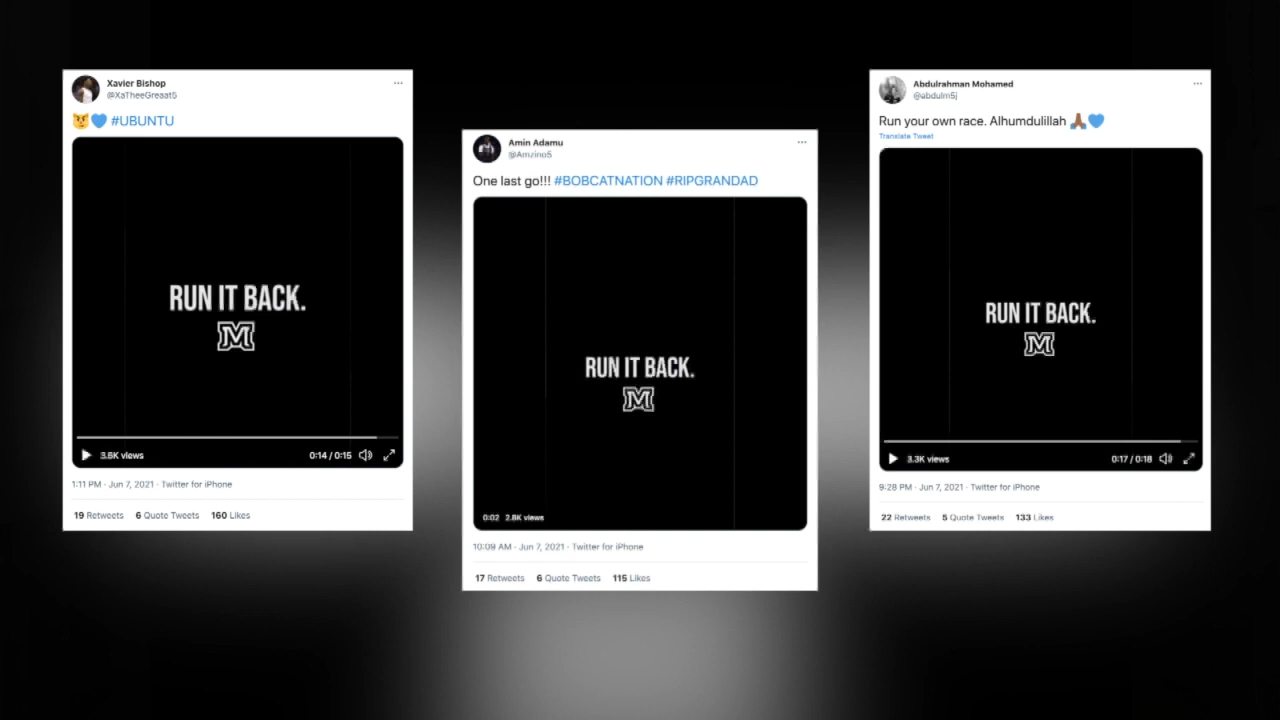 Xavier Bishop
@XaTheeGreaat5
😼💙 #UBUNTU
RUN IT BACK.
M
3.8K views
0:14 / 0:15
1:11 PM · Jun 7, 2021 · Twitter for iPhone
19 Retweets 6 Quote Tweets 160 Likes
Amin Adamu
@Amzino5
One last go!!! #BOBCATNATION #RIPGRANDAD
RUN IT BACK.
M
0:02 2.8K views
10:09 AM · Jun 7, 2021 · Twitter for iPhone
17 Retweets 6 Quote Tweets 115 Likes
Abdulrahman Mohamed
@abdulm5j
Run your own race. Alhumdulillah 🙏🏾💙
Translate Tweet
RUN IT BACK.
M
3.3K views
0:17 / 0:18
9:28 PM · Jun 7, 2021 · Twitter for iPhone
22 Retweets 5 Quote Tweets 133 Likes